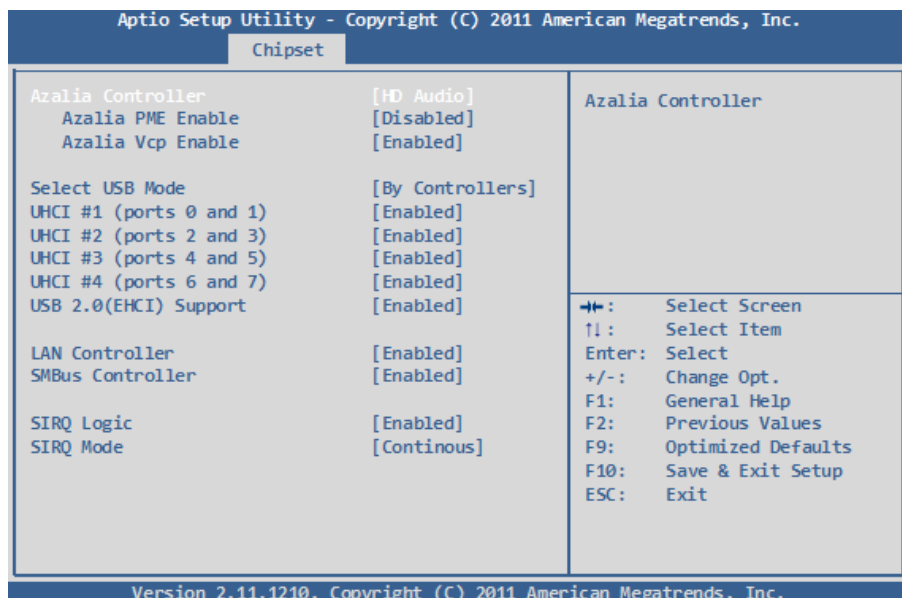 Aptio Setup Utility - Copyright (C) 2011 American Megatrends, Inc.
Chipset
Azalia Controller [HD Audio]
Azalia PME Enable [Disabled]
Azalia Vcp Enable [Enabled]
Select USB Mode [By Controllers]
UHCI #1 (ports 0 and 1) [Enabled]
UHCI #2 (ports 2 and 3) [Enabled]
UHCI #3 (ports 4 and 5) [Enabled]
UHCI #4 (ports 6 and 7) [Enabled]
USB 2.0(EHCI) Support [Enabled]
LAN Controller [Enabled]
SMBus Controller [Enabled]
SIRQ Logic [Enabled]
SIRQ Mode [Continous]
Azalia Controller
→←: Select Screen
↑↓: Select Item
Enter: Select
+/-: Change Opt.
F1: General Help
F2: Previous Values
F9: Optimized Defaults
F10: Save & Exit Setup
ESC: Exit
Version 2.11.1210. Copyright (C) 2011 American Megatrends, Inc.